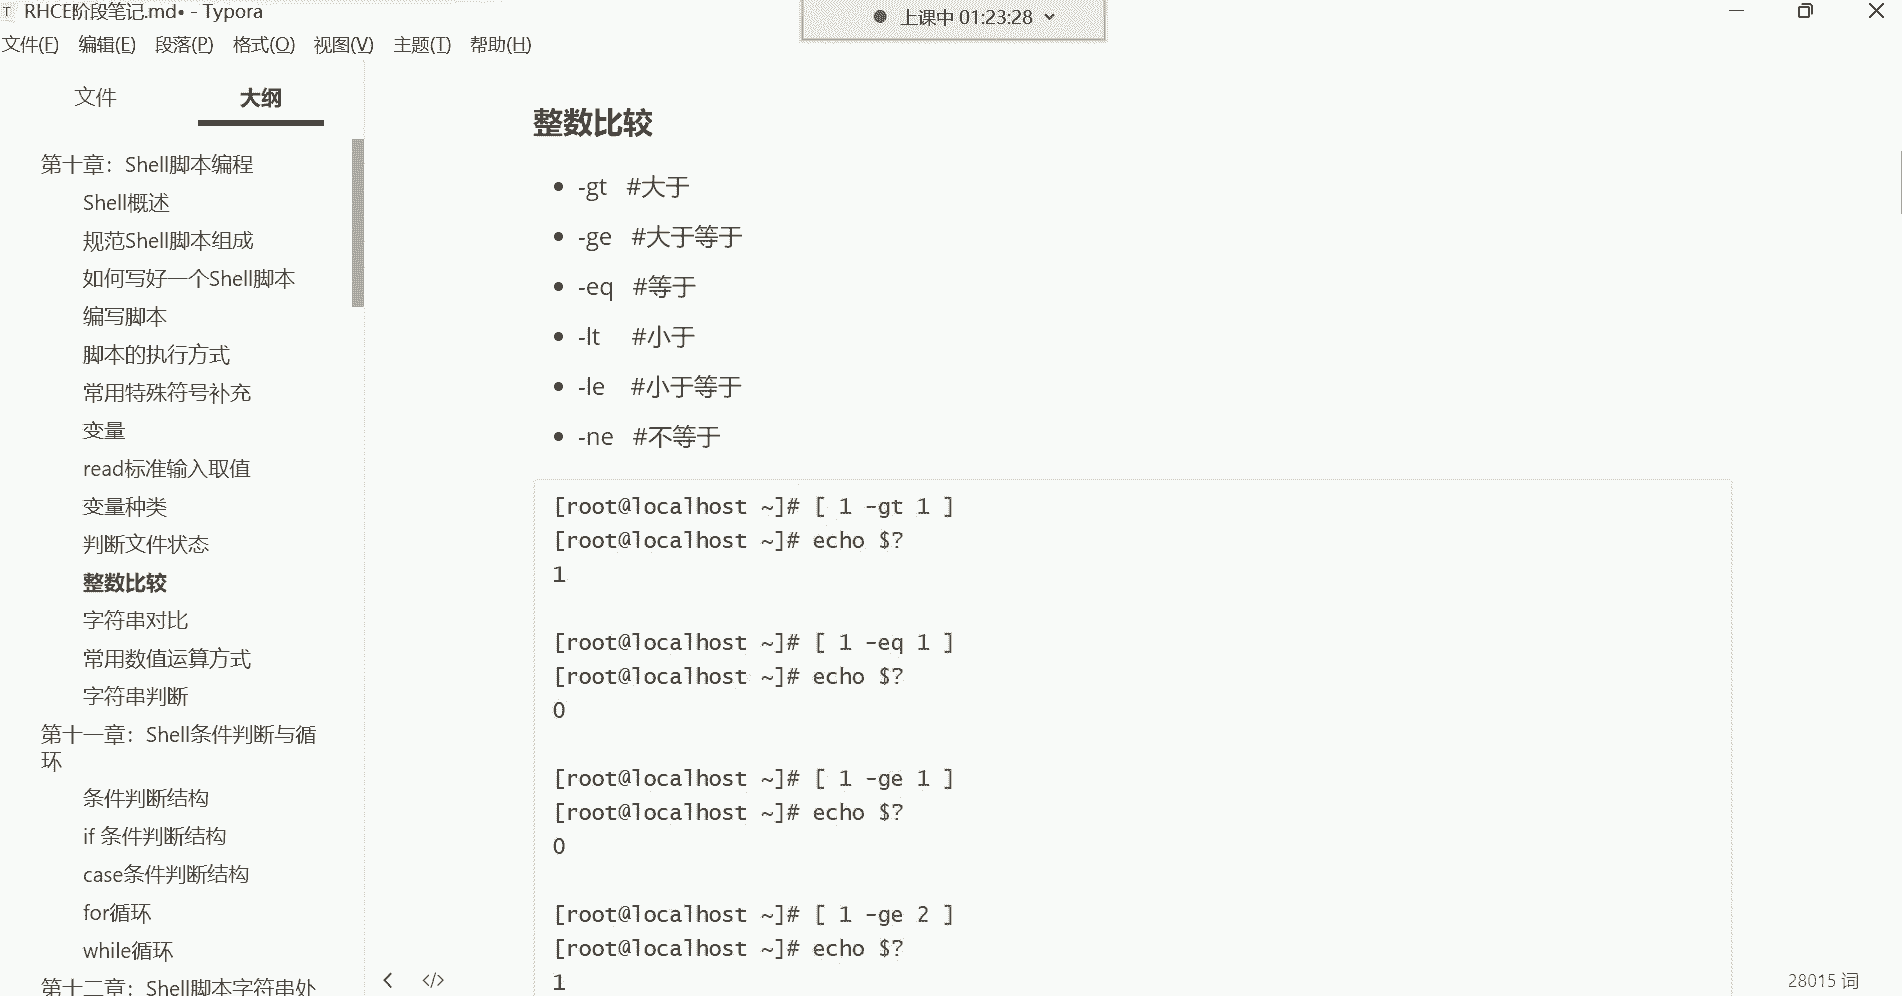 RHCE阶段笔记.md• - Typora
上课中 01:23:28
文件(F) 编辑(E) 段落(P) 格式(O) 视图(V) 主题(T) 帮助(H)
文件 大纲
第十章：Shell脚本编程
Shell概述
规范Shell脚本组成
如何写好一个Shell脚本
编写脚本
脚本的执行方式
常用特殊符号补充
变量
read标准输入取值
变量种类
判断文件状态
整数比较
字符串对比
常用数值运算方式
字符串判断
第十一章：Shell条件判断与循
环
条件判断结构
if 条件判断结构
case条件判断结构
for循环
while循环
第十二章：Shell脚本字符串处
整数比较
-gt #大于
-ge #大于等于
-eq #等于
-lt #小于
-le #小于等于
-ne #不等于
[root@localhost ~]# [ 1 -gt 1 ]
[root@localhost ~]# echo $?
1
[root@localhost ~]# [ 1 -eq 1 ]
[root@localhost ~]# echo $?
0
[root@localhost ~]# [ 1 -ge 1 ]
[root@localhost ~]# echo $?
0
[root@localhost ~]# [ 1 -ge 2 ]
[root@localhost ~]# echo $?
1
28015 词